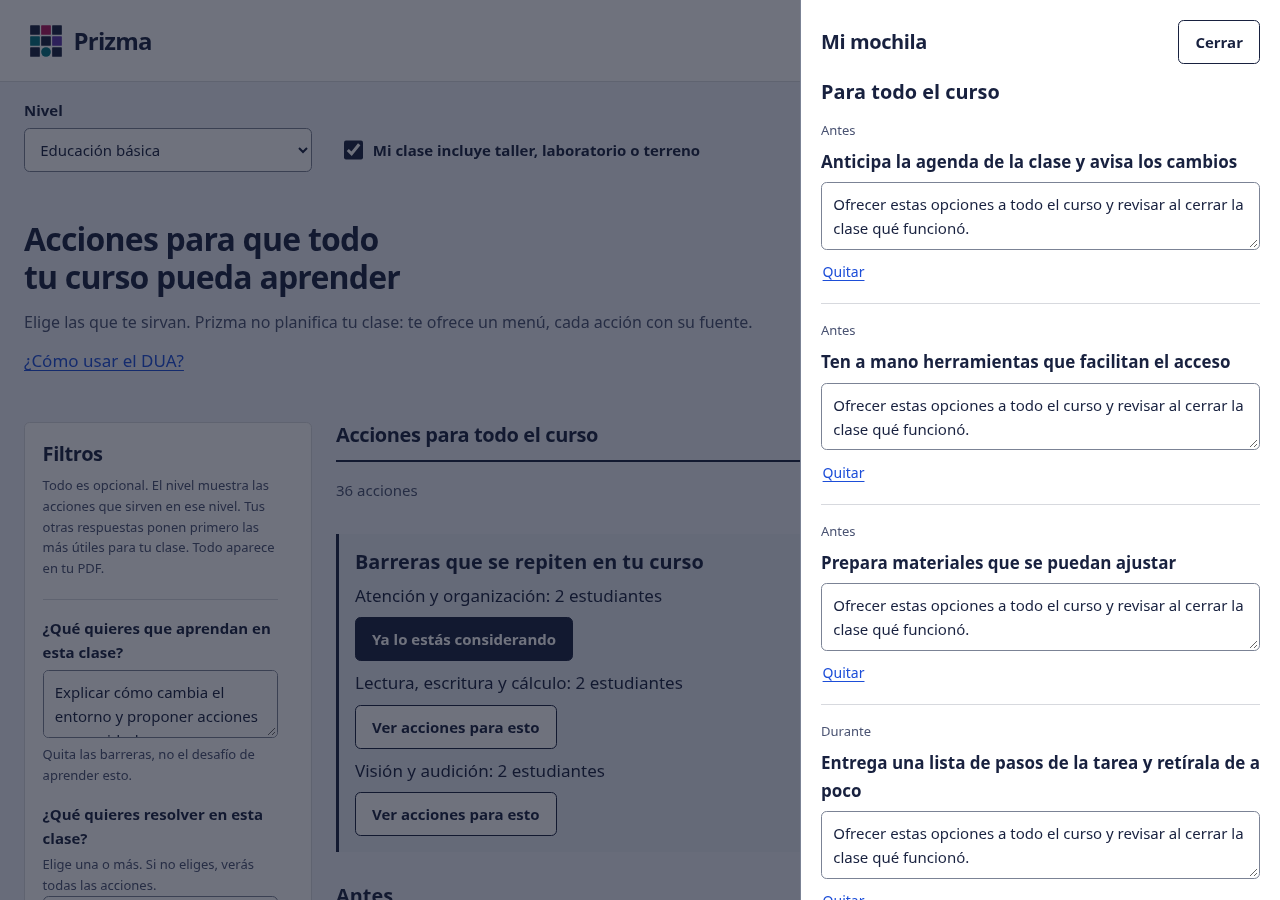 Prizma
Nivel
Educación básica
Mi clase incluye taller, laboratorio o terreno
Acciones para que todo
tu curso pueda aprender
Elige las que te sirvan. Prizma no planifica tu clase: te ofrece un menú, cada acción con su fuente.
¿Cómo usar el DUA?
Filtros
Todo es opcional. El nivel muestra las
acciones que sirven en ese nivel. Tus
otras respuestas ponen primero las
más útiles para tu clase. Todo aparece
en tu PDF.
¿Qué quieres que aprendan en
esta clase?
Explicar cómo cambia el
entorno y proponer acciones
Quita las barreras, no el desafío de
aprender esto.
¿Qué quieres resolver en esta
clase?
Elige una o más. Si no eliges, verás
todas las acciones.
Acciones para todo el curso
36 acciones
Barreras que se repiten en tu curso
Atención y organización: 2 estudiantes
Ya lo estás considerando
Lectura, escritura y cálculo: 2 estudiantes
Ver acciones para esto
Visión y audición: 2 estudiantes
Ver acciones para esto
Antes
Mi mochila
Cerrar
Para todo el curso
Antes
Anticipa la agenda de la clase y avisa los cambios
Ofrecer estas opciones a todo el curso y revisar al cerrar la
clase qué funcionó.
Quitar
Antes
Ten a mano herramientas que facilitan el acceso
Ofrecer estas opciones a todo el curso y revisar al cerrar la
clase qué funcionó.
Quitar
Antes
Prepara materiales que se puedan ajustar
Ofrecer estas opciones a todo el curso y revisar al cerrar la
clase qué funcionó.
Quitar
Durante
Entrega una lista de pasos de la tarea y retírala de a
poco
Ofrecer estas opciones a todo el curso y revisar al cerrar la
clase qué funcionó.
Quitar